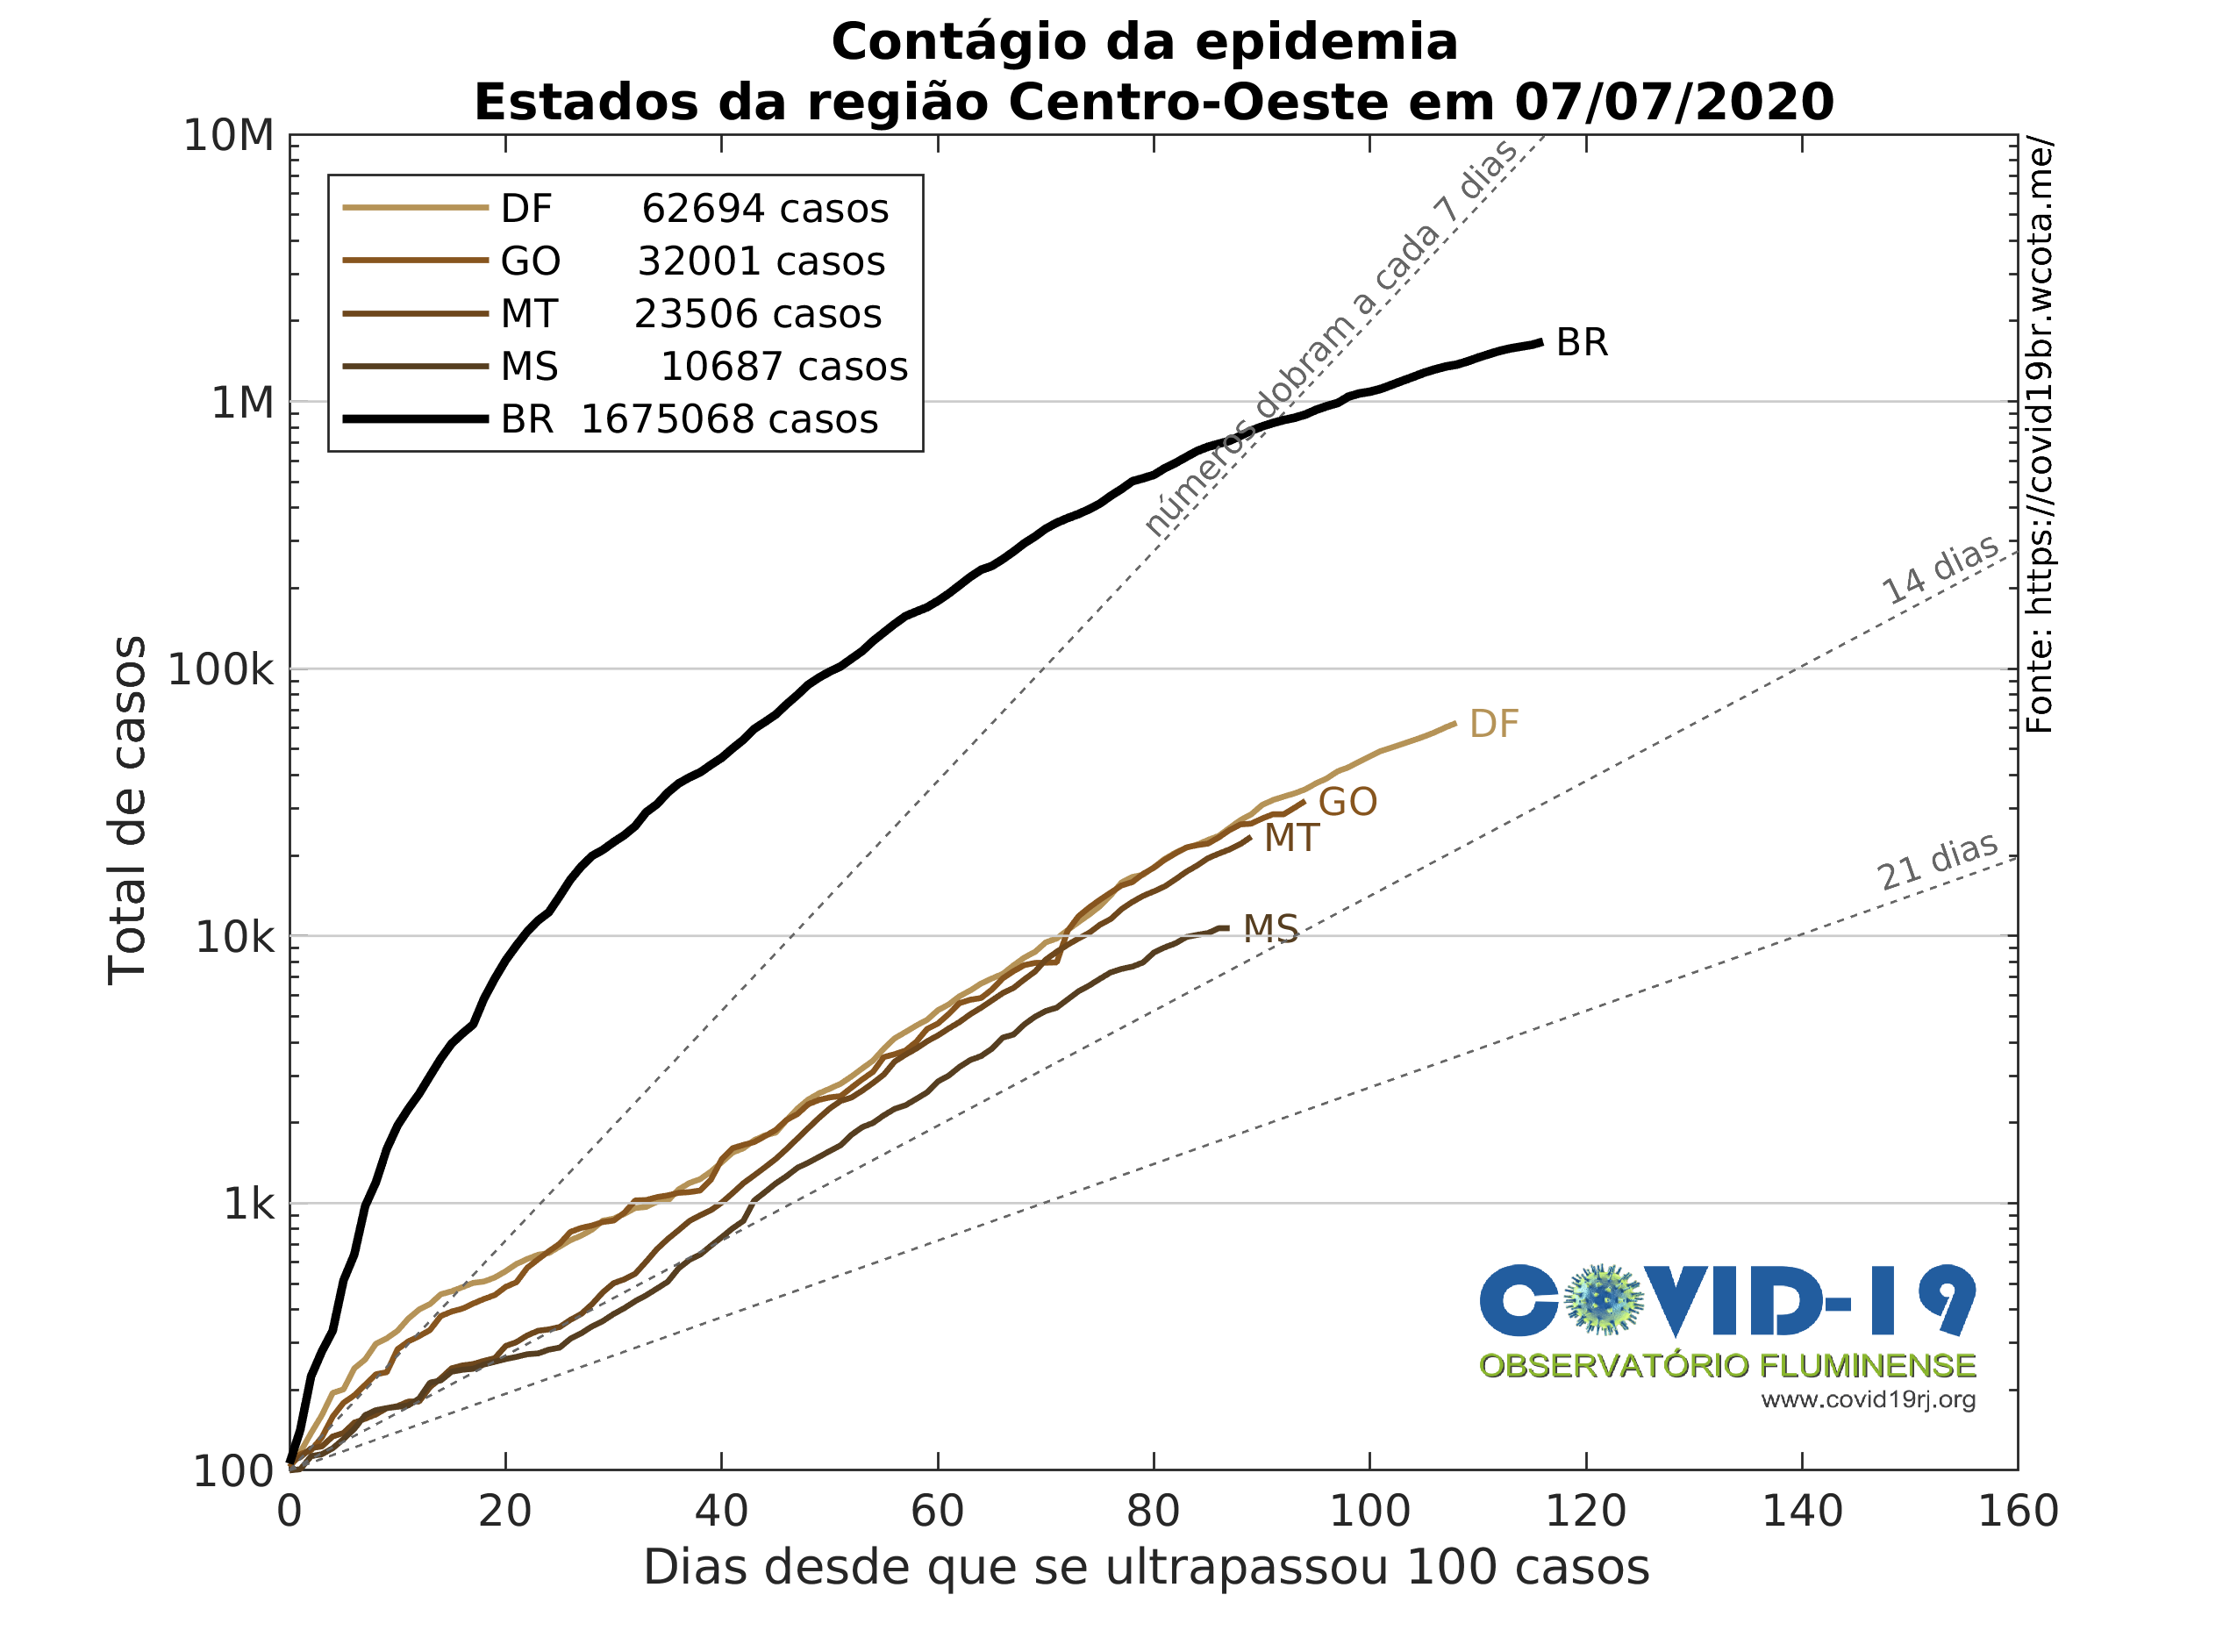 Contágio da epidemia
Estados da região Centro-Oeste em 07/07/2020
10M
1M
100k
10k
1k
100
Total de casos
DF 62694 casos
GO 32001 casos
MT 23506 casos
MS 10687 casos
BR 1675068 casos
números dobram a cada 7 dias
14 dias
21 dias
BR
DF
GO
MT
MS
Fonte: https://covid19br.wcota.me/
COVID-19
OBSERVATÓRIO FLUMINENSE
www.covid19rj.org
0 20 40 60 80 100 120 140 160
Dias desde que se ultrapassou 100 casos